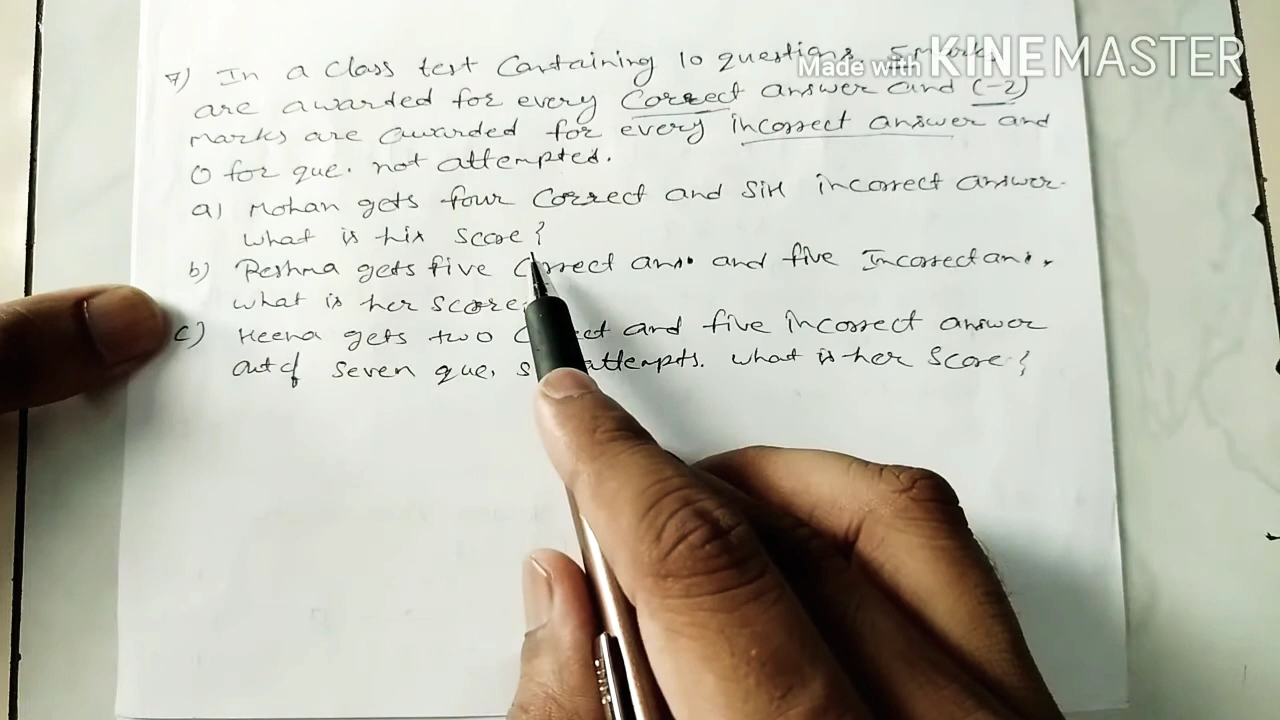 7) In a class test containing 10 questions, 5 marks
Made with KINEMASTER
are awarded for every correct answer and (-2)
marks are awarded for every incorrect answer and
0 for que. not attempted.
a) Mohan gets four correct and six incorrect answer.
what is his score?
b) Reshma gets five correct ans. and five Incorrect ans.
what is her score
c) Heena gets two and five incorrect answer
out of seven que. attempts. what is her score?